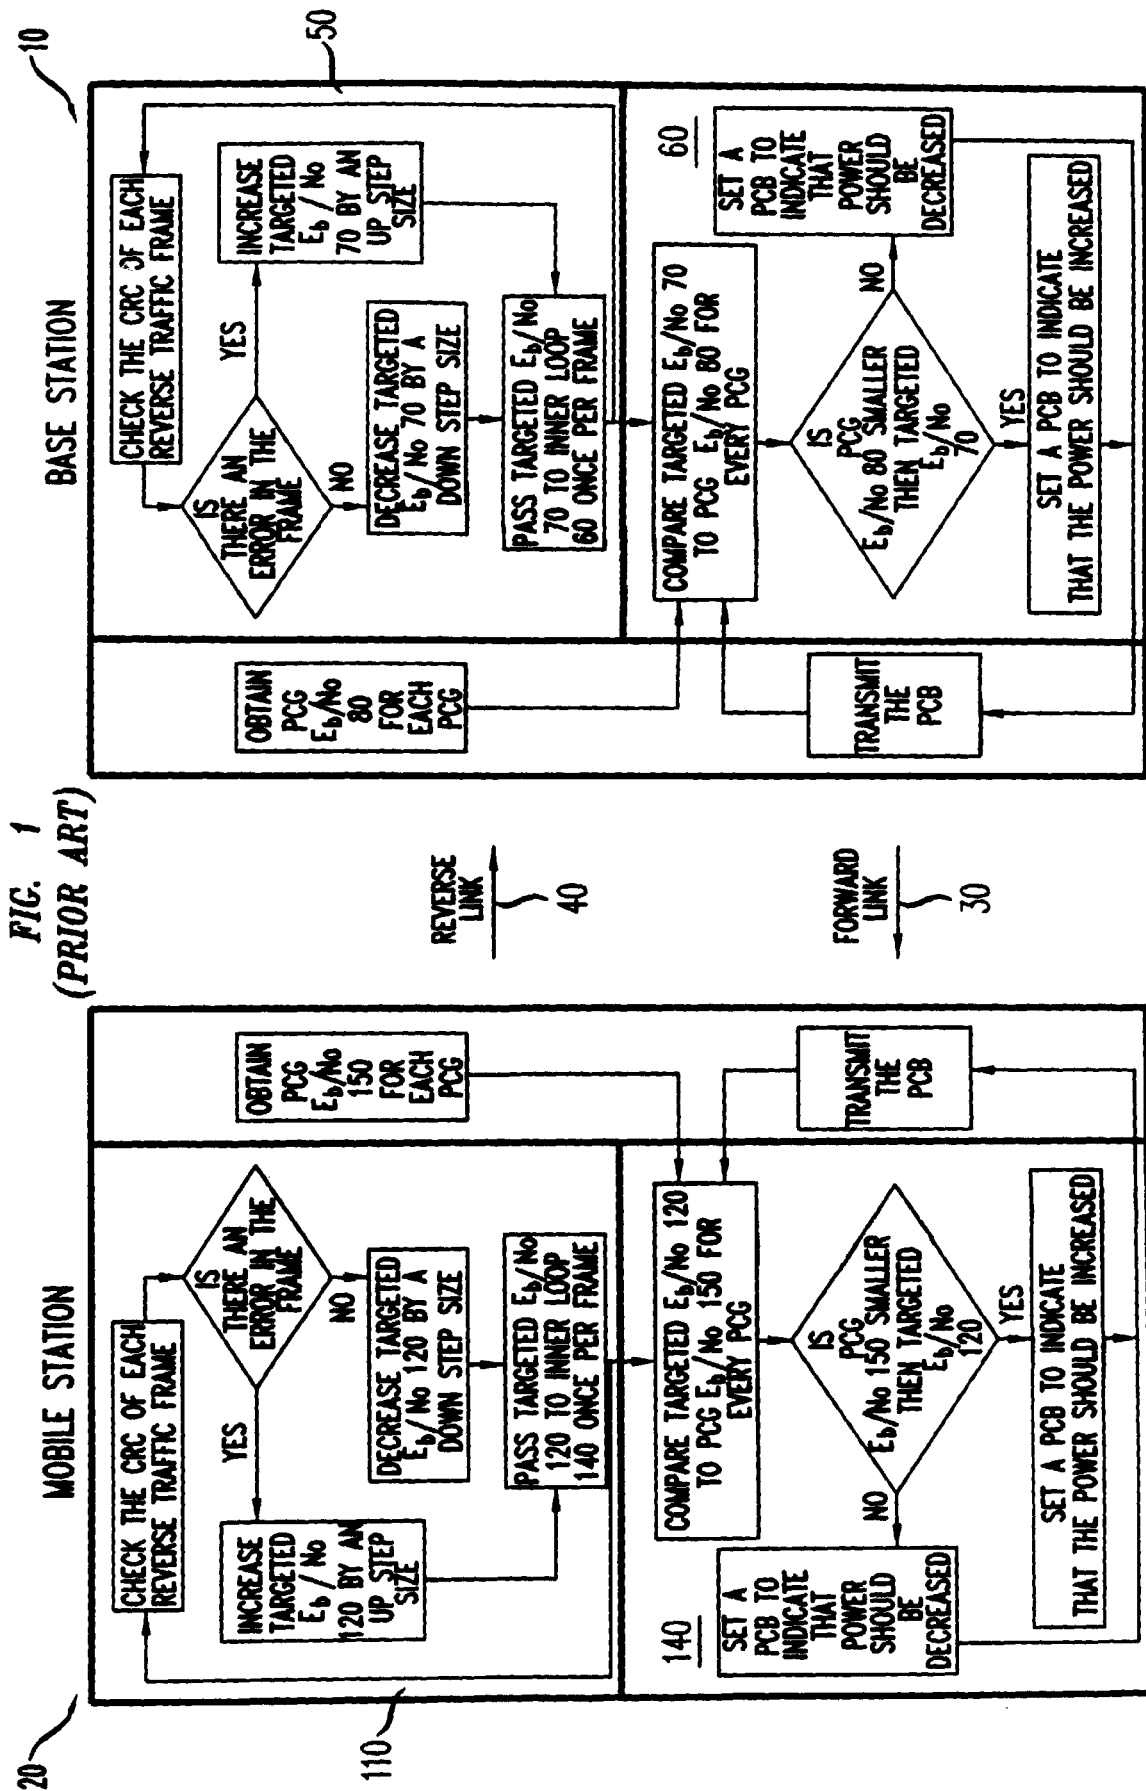 FIG. 1
(PRIOR ART)
20
MOBILE STATION
110
CHECK THE CRC OF EACH
REVERSE TRAFFIC FRAME
IS
THERE AN
ERROR IN THE
FRAME
YES
NO
INCREASE
TARGETED
Eb / No
120 BY AN
UP STEP
SIZE
DECREASE TARGETED
Eb/No 120 BY A
DOWN STEP SIZE
PASS TARGETED Eb/No
120 TO INNER LOOP
140 ONCE PER FRAME
OBTAIN
PCG
Eb/No
150
FOR
EACH
PCG
140
COMPARE TARGETED Eb/No 120
TO PCG Eb/No 150 FOR
EVERY PCG
IS
PCG
Eb/No 150 SMALLER
THEN TARGETED
Eb/No
120
NO
YES
SET A
PCB TO
INDICATE
THAT
POWER
SHOULD
BE
DECREASED
SET A PCB TO INDICATE
THAT THE POWER SHOULD BE INCREASED
TRANSMIT
THE
PCB
REVERSE
LINK
40
FORWARD
LINK
30
BASE STATION
10
50
CHECK THE CRC OF EACH
REVERSE TRAFFIC FRAME
IS
THERE AN
ERROR IN THE
FRAME
YES
NO
INCREASE
TARGETED
Eb / No
70 BY AN
UP STEP
SIZE
DECREASE TARGETED
Eb/No 70 BY A
DOWN STEP SIZE
PASS TARGETED Eb/No
70 TO INNER LOOP
60 ONCE PER FRAME
OBTAIN
PCG
Eb/No
80
FOR
EACH
PCG
60
COMPARE TARGETED Eb/No 70
TO PCG Eb/No 80 FOR
EVERY PCG
IS
PCG
Eb/No 80 SMALLER
THEN TARGETED
Eb/No
70
NO
YES
SET A
PCB TO
INDICATE
THAT
POWER
SHOULD
BE
DECREASED
SET A PCB TO INDICATE
THAT THE POWER SHOULD BE INCREASED
TRANSMIT
THE
PCB